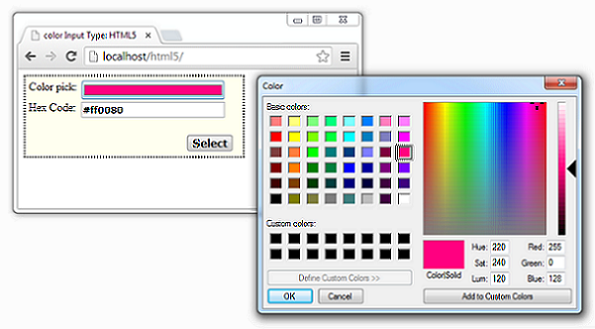 color Input Type: HTML5
localhost/html5/
Color pick:
Hex Code: #ff0080
Select
Color
Basic colors:
Custom colors:
Define Custom Colors >>
OK Cancel
Color|Solid
Hue: 220 Red: 255
Sat: 240 Green: 0
Lum: 120 Blue: 128
Add to Custom Colors